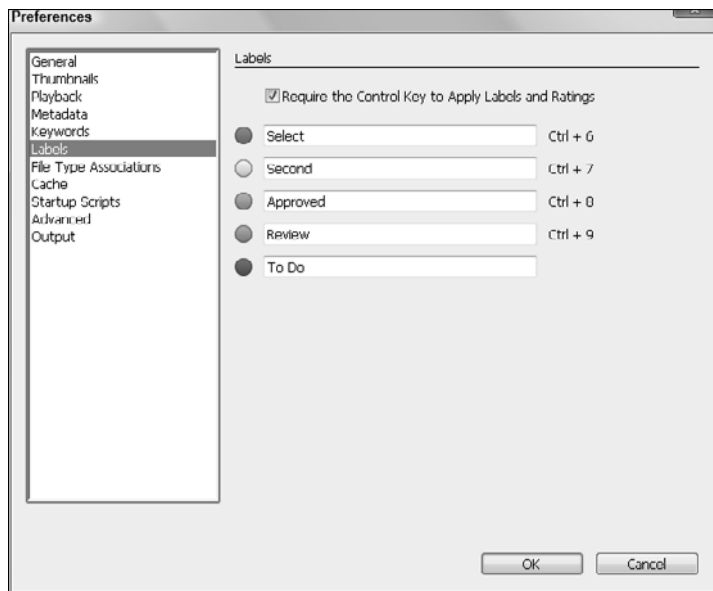 Preferences
General
Thumbnails
Playback
Metadata
Keywords
Labels
File Type Associations
Cache
Startup Scripts
Advanced
Output
Labels
Require the Control Key to Apply Labels and Ratings
Select Ctrl + 6
Second Ctrl + 7
Approved Ctrl + 8
Review Ctrl + 9
To Do
OK Cancel